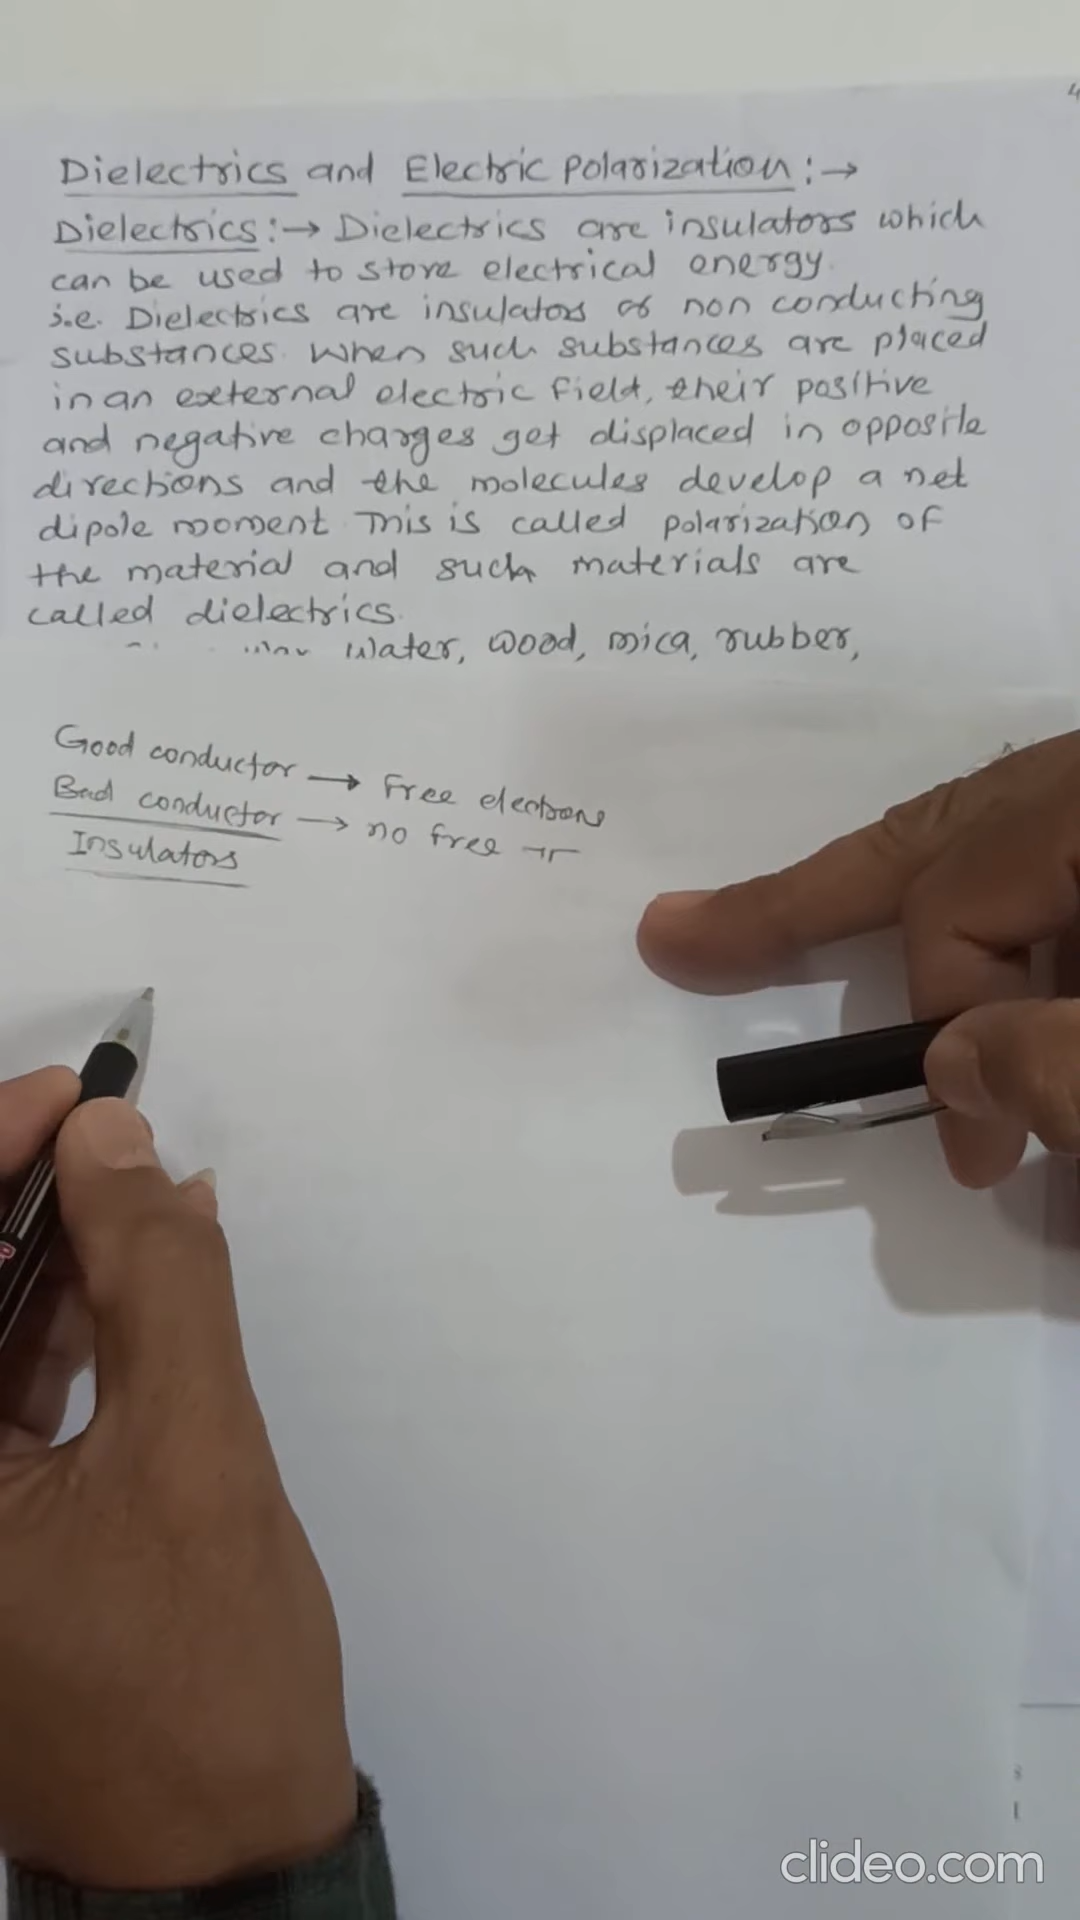 4
Dielectrics and Electric Polarization :→
Dielectrics :→ Dielectrics are insulators which
can be used to store electrical energy.
i.e. Dielectrics are insulators or non conducting
substances. When such substances are placed
in an external electric field, their positive
and negative charges get displaced in opposite
directions and the molecules develop a net
dipole moment. This is called polarization of
the material and such materials are
called dielectrics.
Water, wood, mica, rubber,
Good conductor → Free electrons
Bad conductor → no free
Insulators
clideo.com